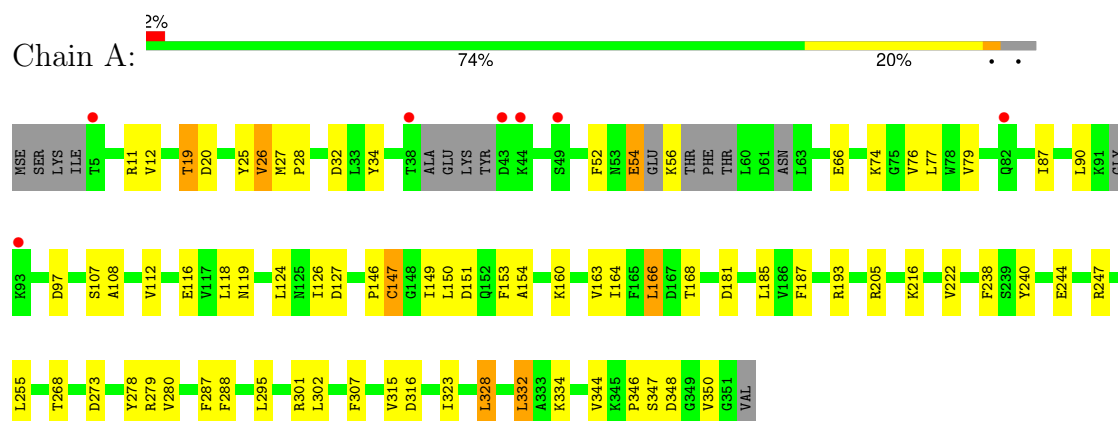 2%
Chain A:
74% 20% • •
MSE SER LYS ILE T5 R11 V12 T19 D20 Y25 V26 M27 P28 D32 L33 Y34 T38 ALA GLU LYS TYR D43 K44 S49 F52 N53 E54 GLU K56 THR PHE THR L60 D61 ASN L63 E66 K74 G75 V76 L77 W78 V79 Q82 I87 L90 K91 GLY
K93 D97 S107 A108 V112 E116 V117 L118 N119 L124 N125 I126 D127 P146 C147 G148 I149 L150 D151 Q152 F153 A154 K160 V163 I164 F165 L166 D167 T168 D181 L185 V186 F187 R193 R205 K216 V222 F238 S239 Y240 E244 R247
L255 T268 D273 Y278 R279 V280 F287 F288 L295 R301 L302 F307 V315 D316 I323 L328 L332 A333 K334 V344 K345 P346 S347 D348 G349 V350 G351 VAL